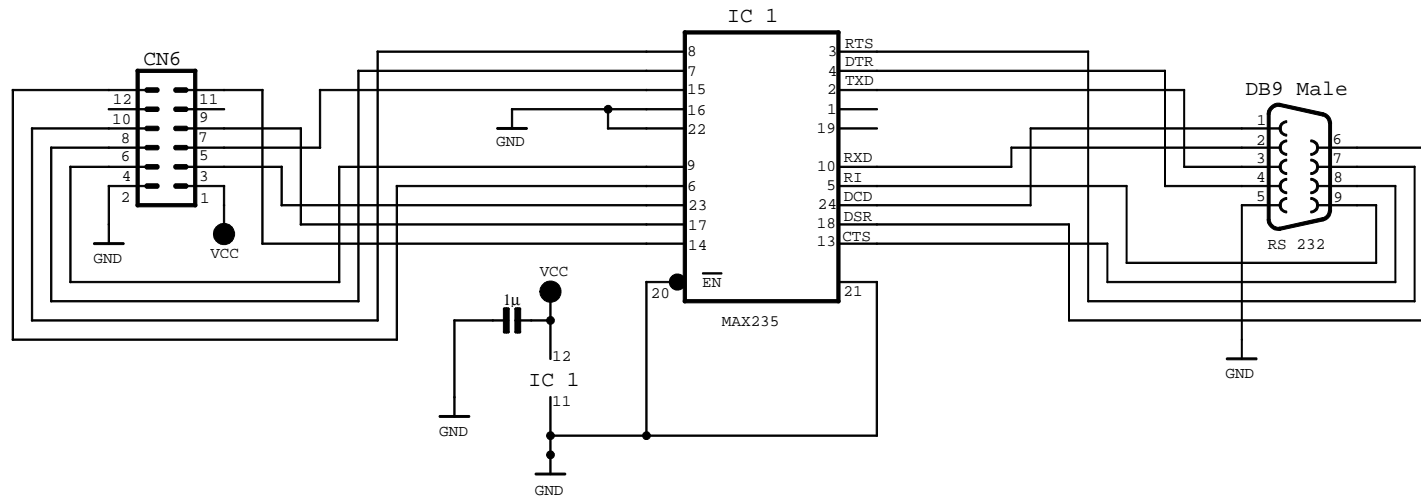 IC 1
CN6
12 11
10 9
8 7
6 5
4 3
2 1
GND
VCC
8 3 RTS
7 4 DTR
15 2 TXD
16 1
22 19
GND
9 10 RXD
6 5 RI
23 24 DCD
17 18 DSR
14 13 CTS
20 EN 21
MAX235
VCC
1µ
12
IC 1
11
GND
GND
DB9 Male
1
2 6
3 7
4 8
5 9
RS 232
GND